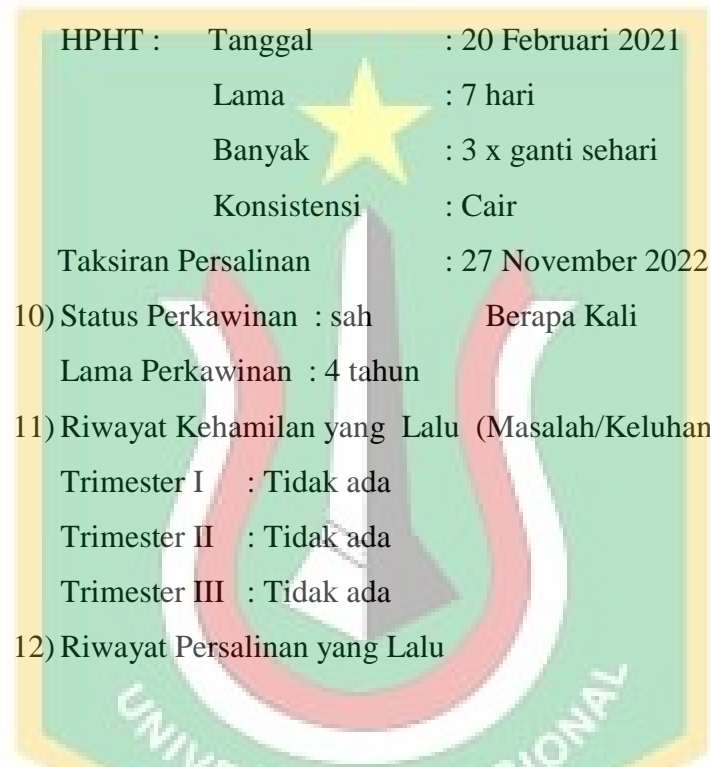 HPHT : Tanggal : 20 Februari 2021
Lama : 7 hari
Banyak : 3 x ganti sehari
Konsistensi : Cair
Taksiran Persalinan : 27 November 2022
10) Status Perkawinan : sah Berapa Kali
Lama Perkawinan : 4 tahun
11) Riwayat Kehamilan yang Lalu (Masalah/Keluhan
Trimester I : Tidak ada
Trimester II : Tidak ada
Trimester III : Tidak ada
12) Riwayat Persalinan yang Lalu